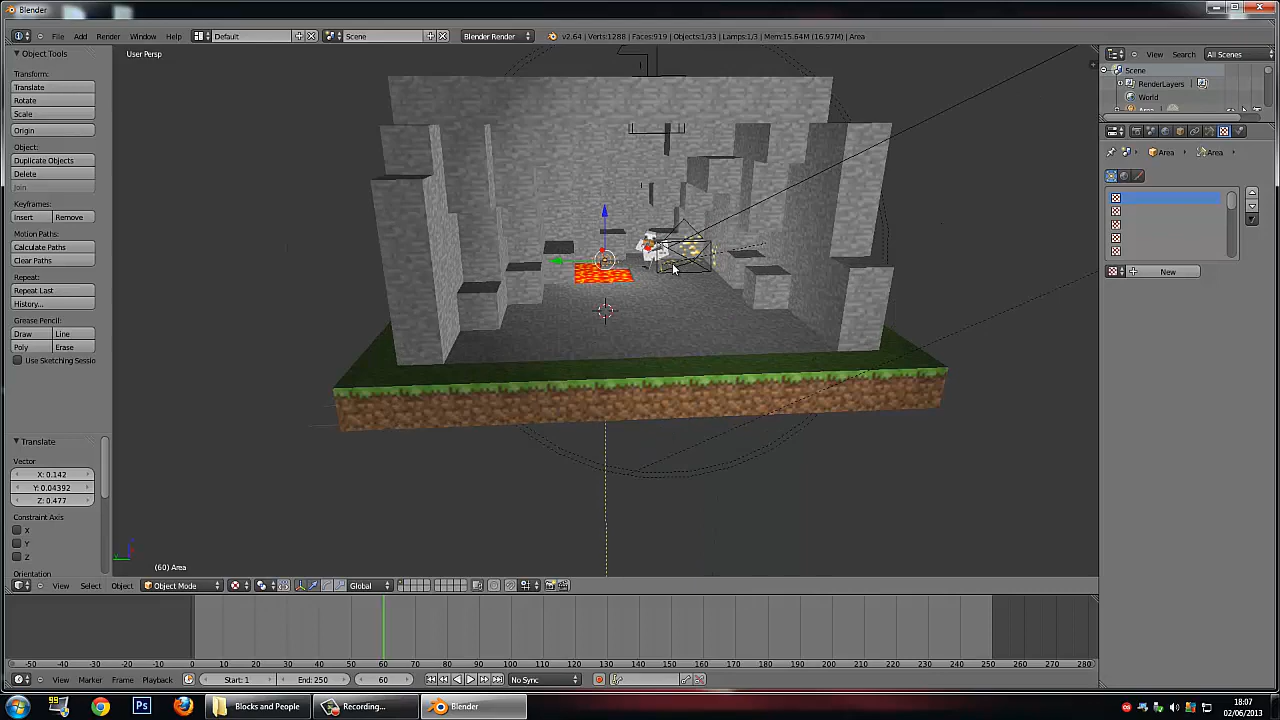 Blender
File Add Render Window Help Default Scene Blender Render v2.64 | Verts:1288 | Faces:919 | Objects:1/33 | Lamps:1/3 | Mem:15.64M (16.97M) | Area
Object Tools
User Persp
View Search All Scenes
Transform:
Translate
Rotate
Scale
Origin
Object:
Duplicate Objects
Delete
Join
Keyframes:
Insert Remove
Motion Paths:
Calculate Paths
Clear Paths
Repeat:
Repeat Last
History...
Grease Pencil:
Draw Line
Poly Erase
Use Sketching Sessio
Translate
Vector
X: 0.142
Y: 0.04392
Z: 0.477
Constraint Axis
X
Y
Z
Orientation
Scene
RenderLayers
World
Area Area
New
(60) Area
View Select Object Object Mode Global
-50 -40 -30 -20 -10 0 10 20 30 40 50 60 70 80 90 100 110 120 130 140 150 160 170 180 190 200 210 220 230 240 250 260 270 280
View Marker Frame Playback Start: 1 End: 250 60 No Sync
99 Ps Blocks and People Recording... Blender 18:07
02/06/2013